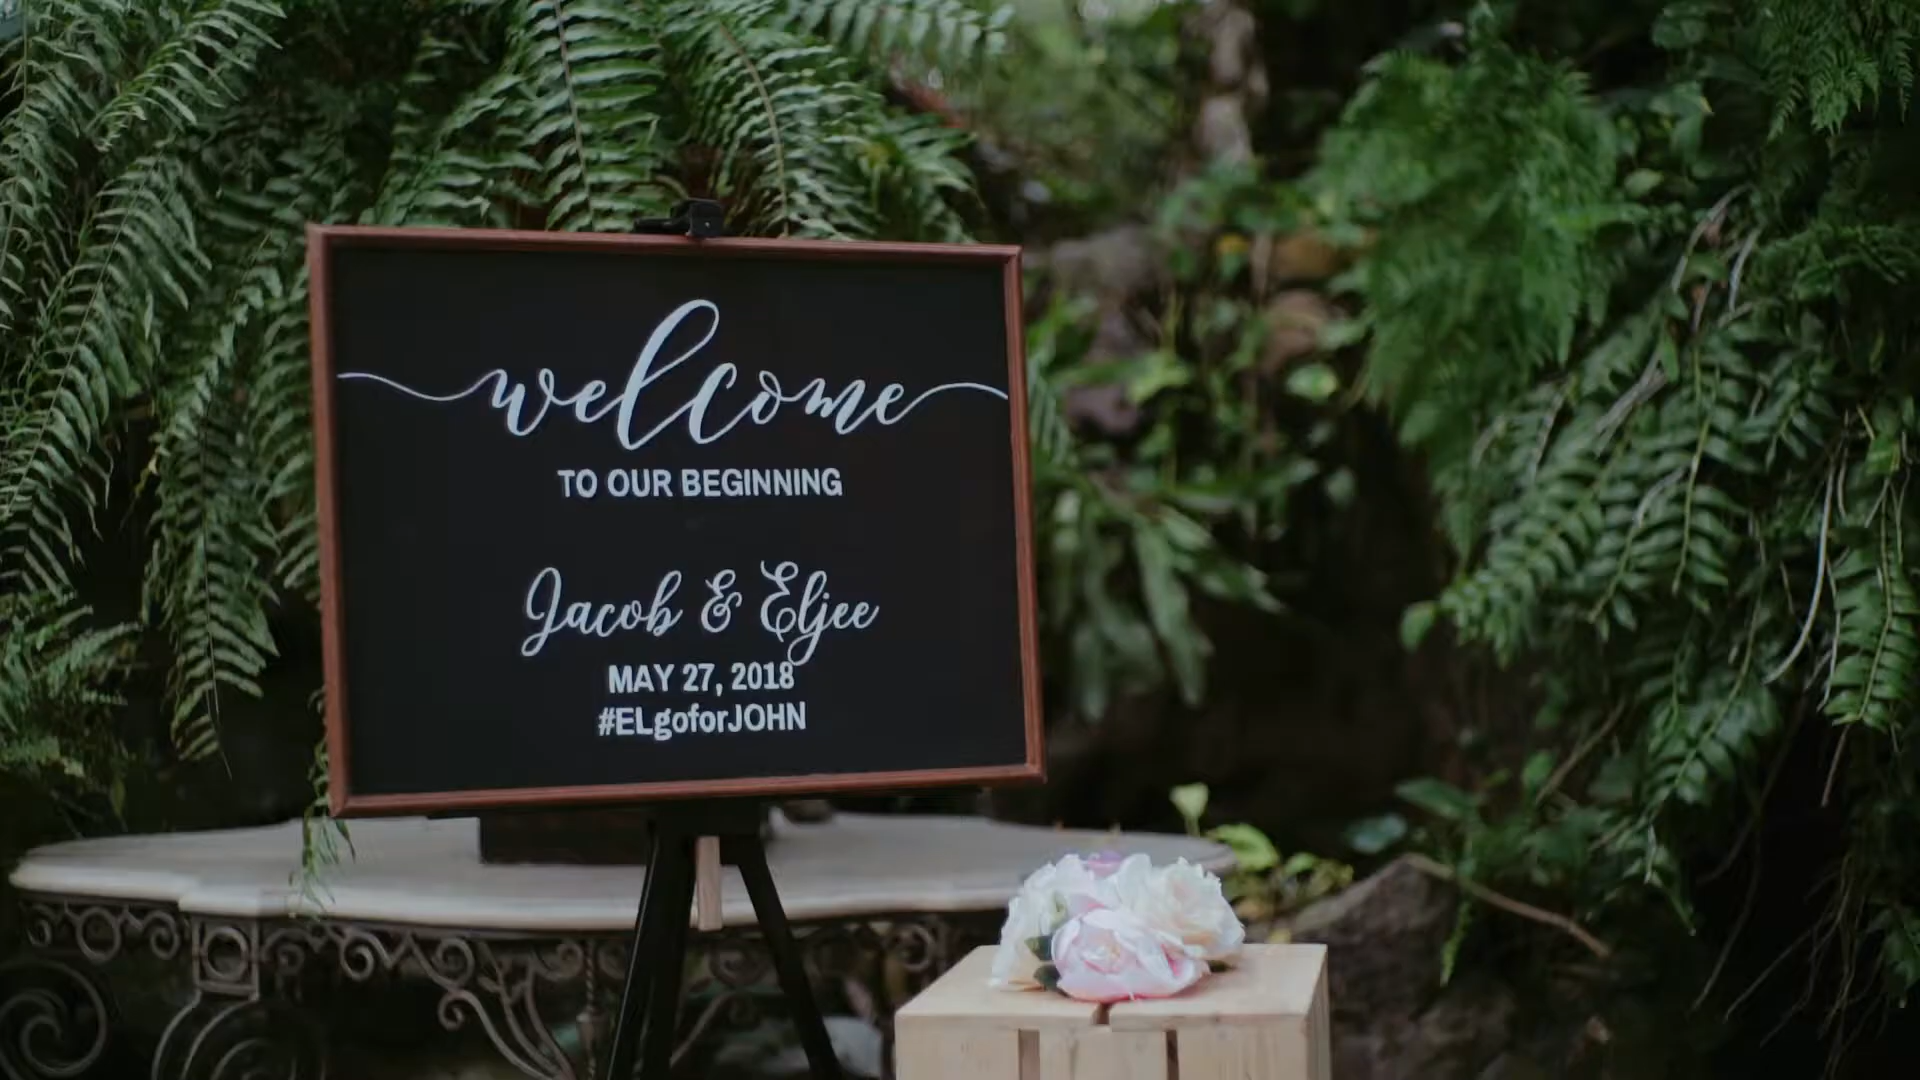 welcome
TO OUR BEGINNING
Jacob & Eljee
MAY 27, 2018
#ELgoforJOHN